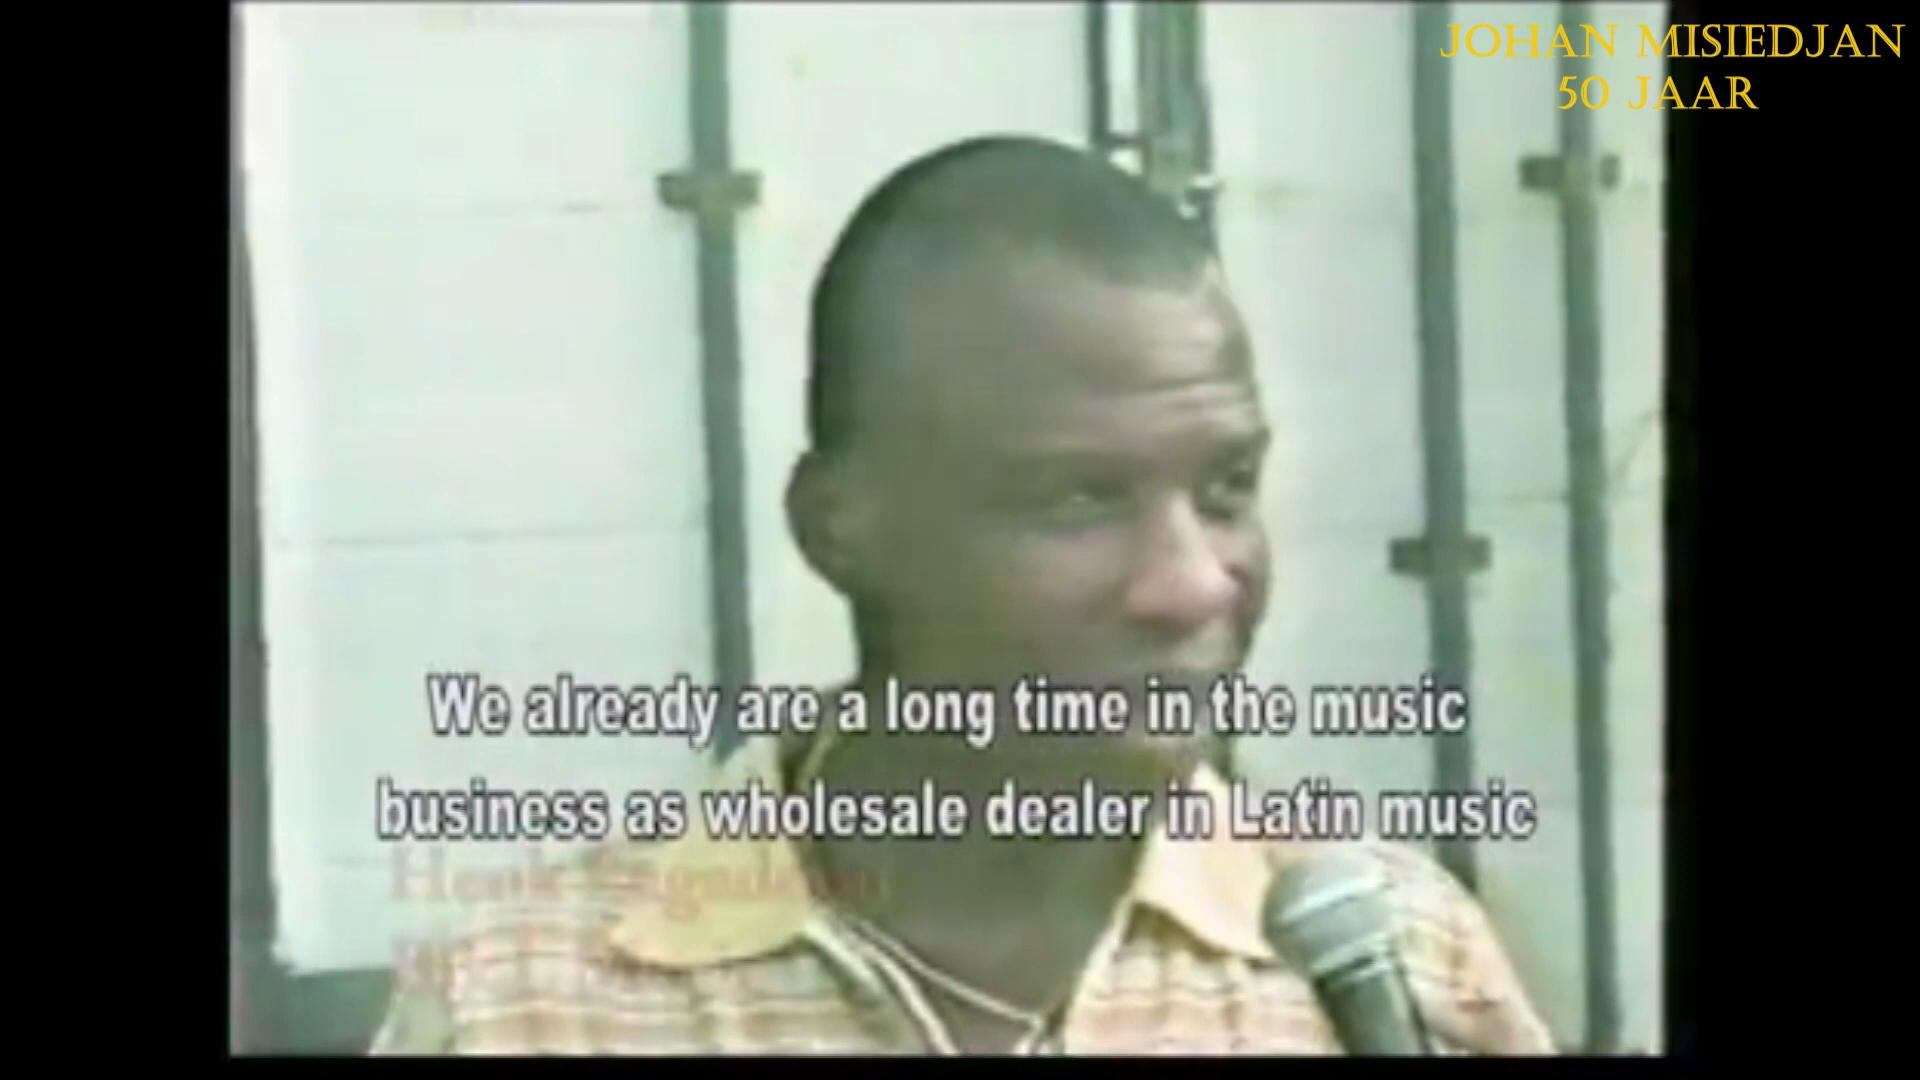 JOHAN MISIEDJAN
50 JAAR
We already are a long time in the music
business as wholesale dealer in Latin music
Henk